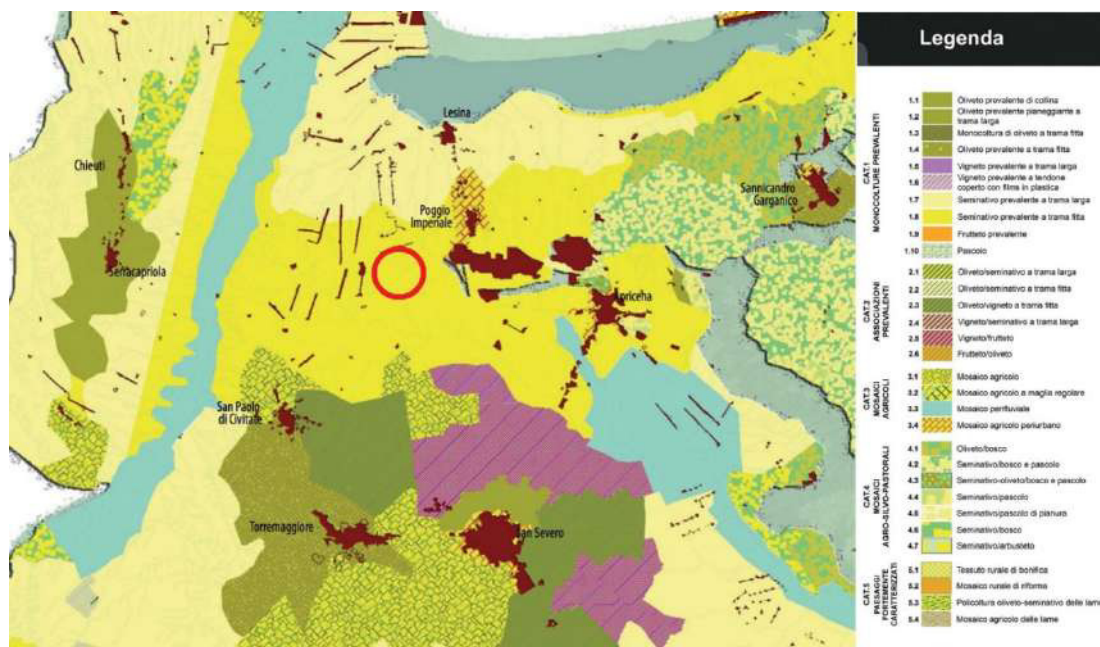 Lesina
Chieuti
Sannicandro
Garganico
Poggio
Imperiale
Serracapriola
Apricena
San Paolo
di Civitate
Torremaggiore
San Severo
Legenda
CAT.1
MONOCOLTURE PREVALENTI
1.1 Oliveto prevalente di collina
1.2 Oliveto prevalente pianeggiante a
trama larga
1.3 Monocoltura di oliveto a trama fitta
1.4 Oliveto prevalente a trama fitta
1.5 Vigneto prevalente a trama larga
1.6 Vigneto prevalente a tendone
coperto con films in plastica
1.7 Seminativo prevalente a trama larga
1.8 Seminativo prevalente a trama fitta
1.9 Frutteto prevalente
1.10 Pascolo
CAT.2
ASSOCIAZIONI
PREVALENTI
2.1 Oliveto/seminativo a trama larga
2.2 Oliveto/seminativo a trama fitta
2.3 Oliveto/vigneto a trama fitta
2.4 Vigneto/seminativo a trama larga
2.5 Vigneto/frutteto
2.6 Frutteto/oliveto
CAT.3
MOSAICI
AGRICOLI
3.1 Mosaico agricolo
3.2 Mosaico agricolo a maglia regolare
3.3 Mosaico perifluviale
3.4 Mosaico agricolo periurbano
CAT.4
MOSAICI
AGRO-SILVO-PASTORALI
4.1 Oliveto/bosco
4.2 Seminativo/bosco e pascolo
4.3 Seminativo-oliveto/bosco e pascolo
4.4 Seminativo/pascolo
4.5 Seminativo/pascolo di pianura
4.6 Seminativo/bosco
4.7 Seminativo/arbusteto
CAT.5
PAESAGGI
FORTEMENTE
CARATTERIZZATI
5.1 Tessuto rurale di bonifica
5.2 Mosaico rurale di riforma
5.3 Policoltura oliveto-seminativo delle lame
5.4 Mosaico agricolo delle lame